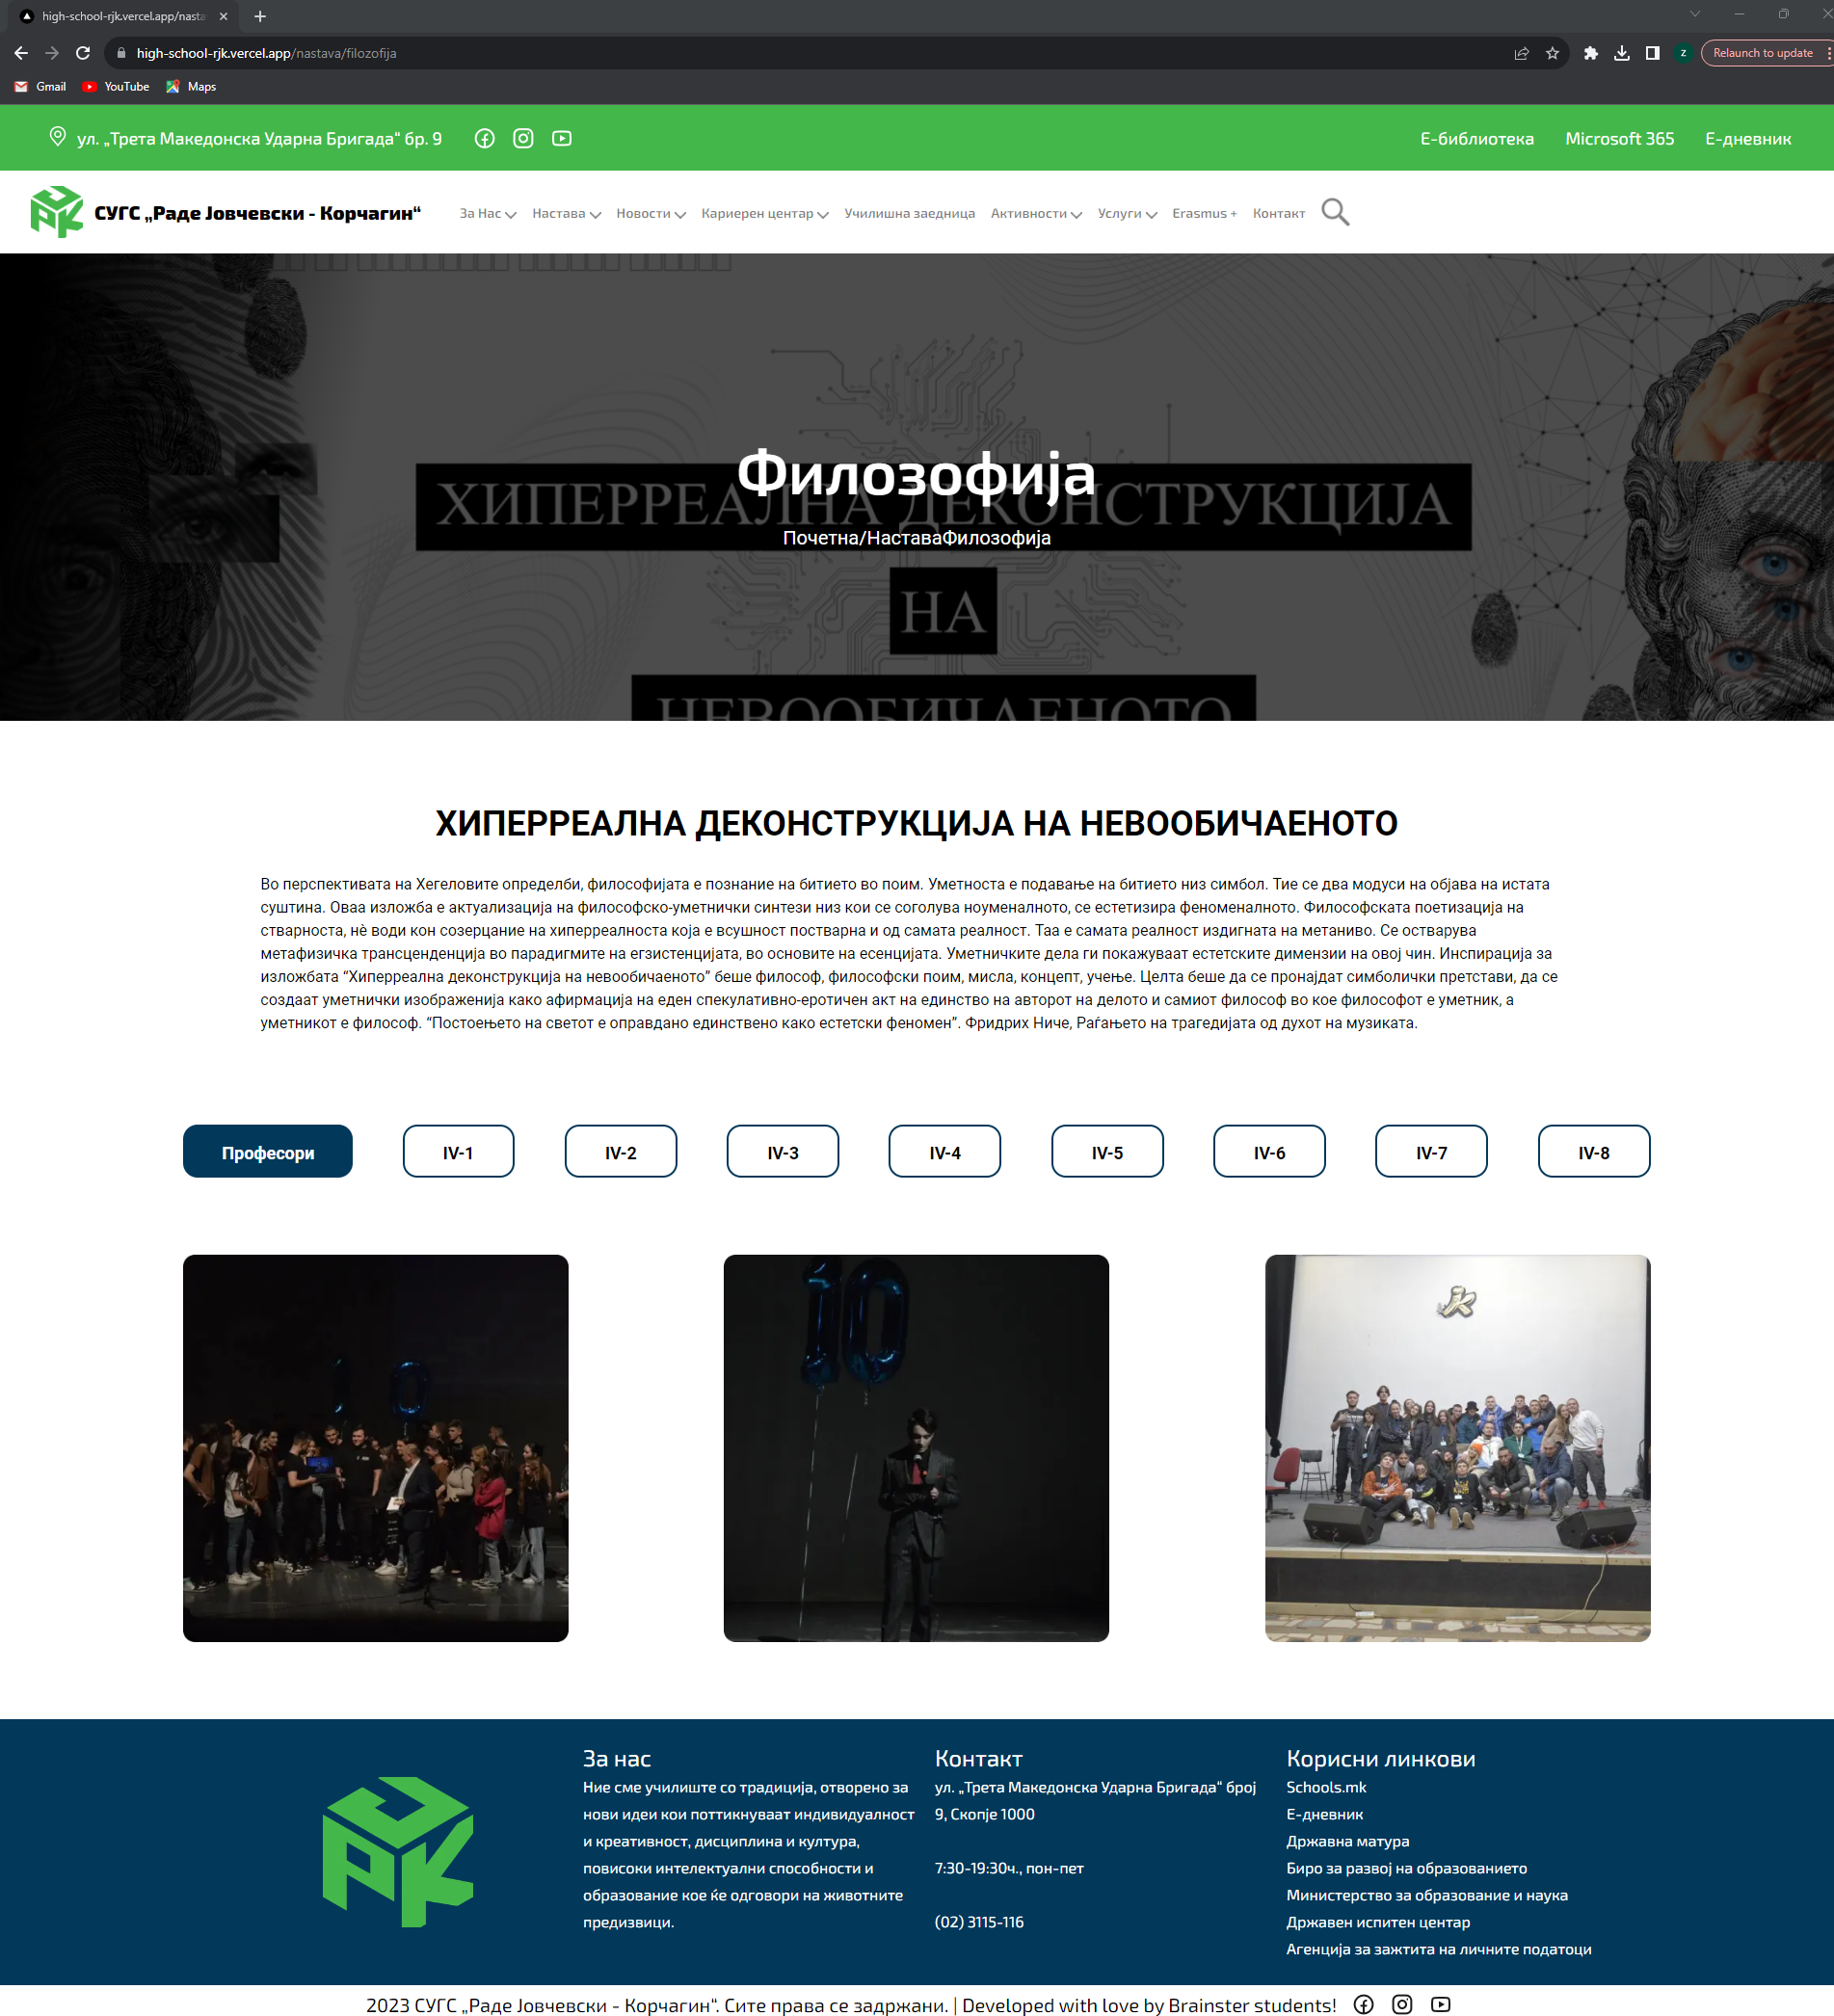 high-school-rjk.vercel.app/nasta
high-school-rjk.vercel.app/nastava/filozofija
Relaunch to update
Gmail YouTube Maps
ул. „Трета Македонска Ударна Бригада“ бр. 9
Е-библиотека Microsoft 365 Е-дневник
СУГС „Раде Јовчевски - Корчагин“
За Нас Настава Новости Кариерен центар Училишна заедница Активности Услуги Erasmus + Контакт
Филозофија
ХИПЕРРЕАЛНА ДЕКОНСТРУКЦИЈА
Почетна/НаставаФилозофија
НА
НЕВООБИЧАЕНОТО
ХИПЕРРЕАЛНА ДЕКОНСТРУКЦИЈА НА НЕВООБИЧАЕНОТО
Во перспективата на Хегеловите определби, философијата е познание на битието во поим. Уметноста е подавање на битието низ симбол. Тие се два модуси на објава на истата
суштина. Оваа изложба е актуализација на философско-уметнички синтези низ кои се соголува ноуменалното, се естетизира феноменалното. Философската поетизација на
стварноста, нѐ води кон созерцание на хиперреалноста која е всушност постварна и од самата реалност. Таа е самата реалност издигната на метаниво. Се остварува
метафизичка трансценденција во парадигмите на егзистенцијата, во основите на есенцијата. Уметничките дела ги покажуваат естетските димензии на овој чин. Инспирација за
изложбата “Хиперреална деконструкција на невообичаеното” беше философ, философски поим, мисла, концепт, учење. Целта беше да се пронајдат симболички претстави, да се
создаат уметнички изображенија како афирмација на еден спекулативно-еротичен акт на единство на авторот на делото и самиот философ во кое философот е уметник, а
уметникот е философ. “Постоењето на светот е оправдано единствено како естетски феномен”. Фридрих Ниче, Раѓањето на трагедијата од духот на музиката.
Професори IV-1 IV-2 IV-3 IV-4 IV-5 IV-6 IV-7 IV-8
10
10
За нас
Ние сме училиште со традиција, отворено за
нови идеи кои поттикнуваат индивидуалност
и креативност, дисциплина и култура,
повисоки интелектуални способности и
образование кое ќе одговори на животните
предизвици.
Контакт
ул. „Трета Македонска Ударна Бригада“ број
9, Скопје 1000
7:30-19:30ч., пон-пет
(02) 3115-116
Корисни линкови
Schools.mk
Е-дневник
Државна матура
Биро за развој на образованието
Министерство за образование и наука
Државен испитен центар
Агенција за зажтита на личните податоци
2023 СУГС „Раде Јовчевски - Корчагин“. Сите права се задржани. | Developed with love by Brainster students!